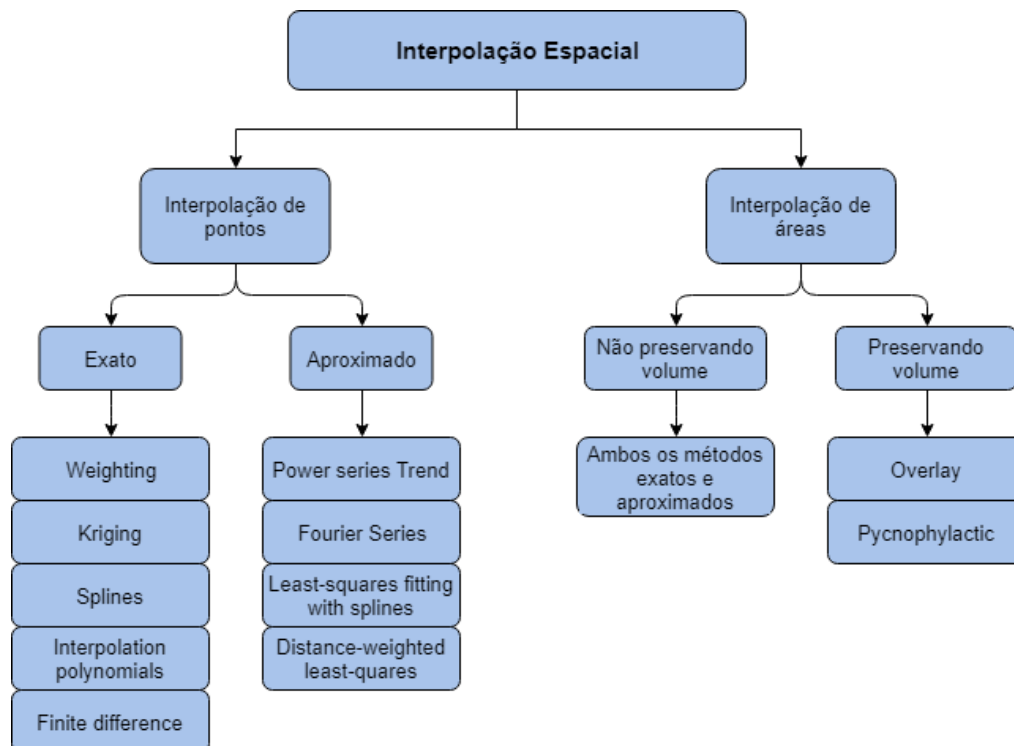 Interpolação Espacial
Interpolação de
pontos
Interpolação de
áreas
Exato
Aproximado
Não preservando
volume
Preservando
volume
Weighting
Kriging
Splines
Interpolation
polynomials
Finite difference
Power series Trend
Fourier Series
Least-squares fitting
with splines
Distance-weighted
least-quares
Ambos os métodos
exatos e
aproximados
Overlay
Pycnophylactic